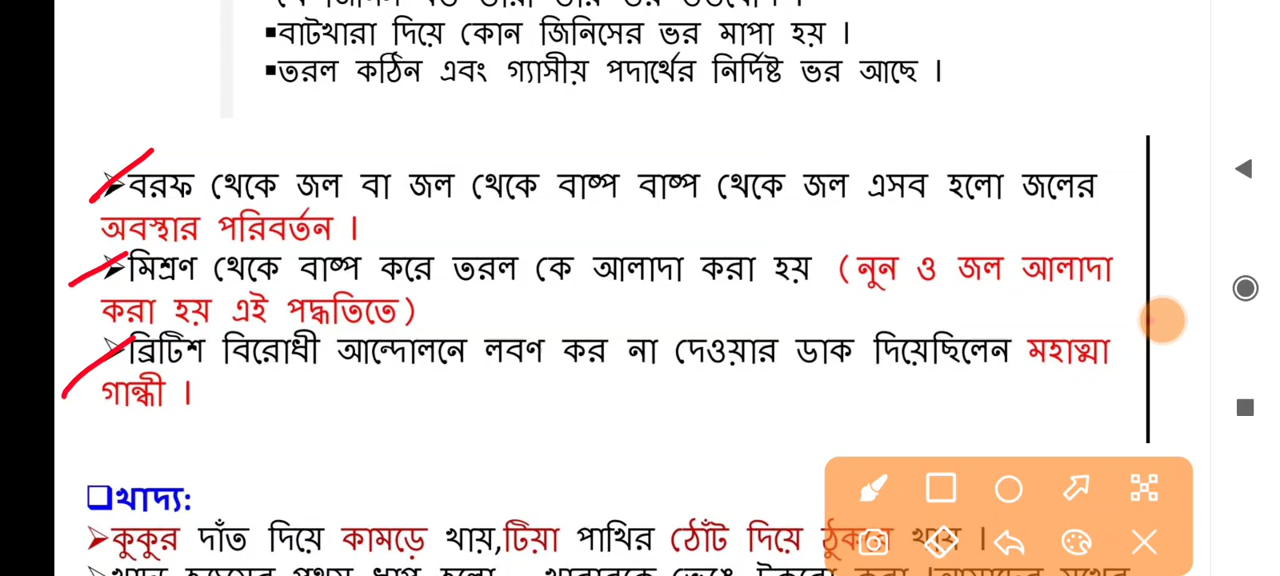 ▪বাটখারা দিয়ে কোন জিনিসের ভর মাপা হয় ।
▪তরল কঠিন এবং গ্যাসীয় পদার্থের নির্দিষ্ট ভর আছে ।
➢বরফ থেকে জল বা জল থেকে বাষ্প বাষ্প থেকে জল এসব হলো জলের
অবস্থার পরিবর্তন ।
➢মিশ্রণ থেকে বাষ্প করে তরল কে আলাদা করা হয় (নুন ও জল আলাদা
করা হয় এই পদ্ধতিতে)
➢ব্রিটিশ বিরোধী আন্দোলনে লবণ কর না দেওয়ার ডাক দিয়েছিলেন মহাত্মা
গান্ধী ।
❑খাদ্য:
➢কুকুর দাঁত দিয়ে কামড়ে খায়,টিয়া পাখির ঠোঁট দিয়ে ঠুকরে খায় ।